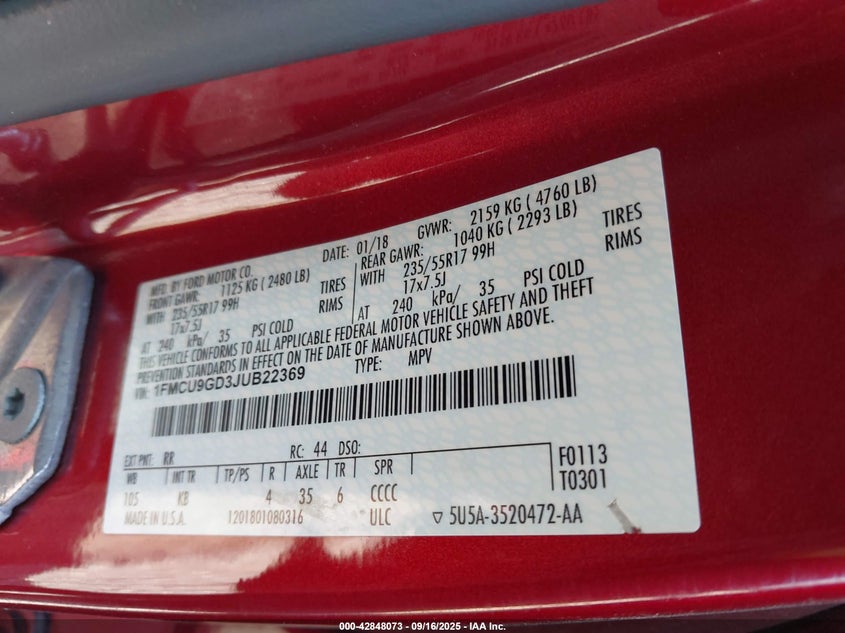 MFD. BY FORD MOTOR CO. DATE: 01/18 GVWR: 2159 KG ( 4760 LB)
FRONT GAWR: 1125 KG ( 2480 LB) REAR GAWR: 1040 KG ( 2293 LB)
WITH 235/55R17 99H TIRES WITH 235/55R17 99H TIRES
17x7.5J RIMS 17x7.5J RIMS
AT 240 kPa/ 35 PSI COLD AT 240 kPa/ 35 PSI COLD
THIS VEHICLE CONFORMS TO ALL APPLICABLE FEDERAL MOTOR VEHICLE SAFETY AND THEFT
PREVENTION STANDARDS IN EFFECT ON THE DATE OF MANUFACTURE SHOWN ABOVE.
VIN: 1FMCU9GD3JUB22369 TYPE: MPV
EXT PNT: RR RC: 44 DSO: F0113
WB INT TR TP/PS R AXLE TR SPR T0301
105 KB 4 35 6 CCCC
MADE IN U.S.A. 1201801080316 ULC ▽ 5U5A-3520472-AA
000-42848073 - 09/16/2025 - IAA Inc.